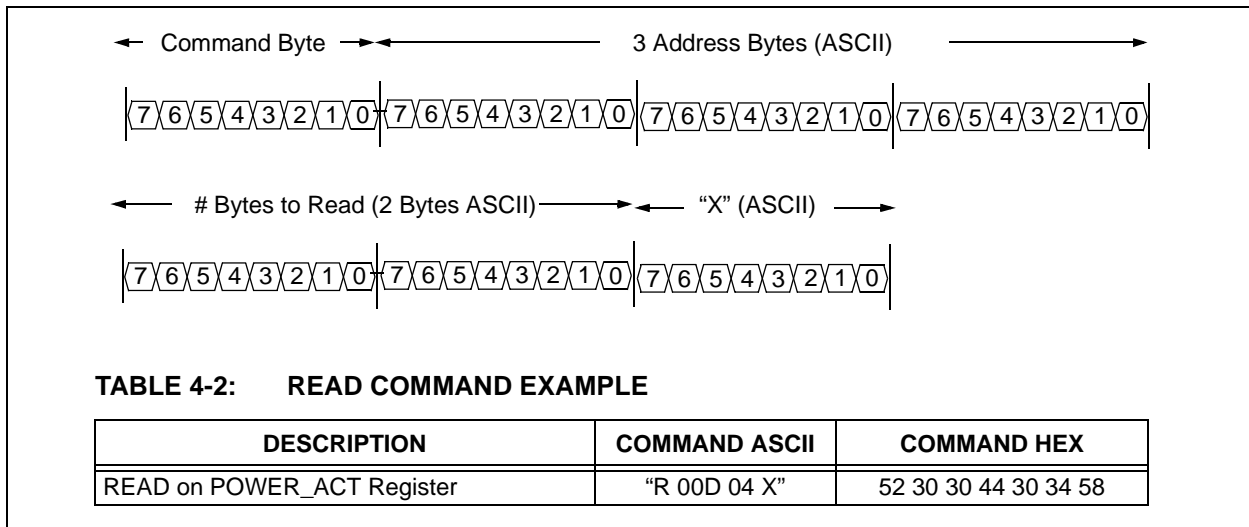 Command Byte 3 Address Bytes (ASCII)
7 6 5 4 3 2 1 0 7 6 5 4 3 2 1 0 7 6 5 4 3 2 1 0 7 6 5 4 3 2 1 0
# Bytes to Read (2 Bytes ASCII) “X” (ASCII)
7 6 5 4 3 2 1 0 7 6 5 4 3 2 1 0 7 6 5 4 3 2 1 0
TABLE 4-2: READ COMMAND EXAMPLE
DESCRIPTION COMMAND ASCII COMMAND HEX
READ on POWER_ACT Register “R 00D 04 X” 52 30 30 44 30 34 58